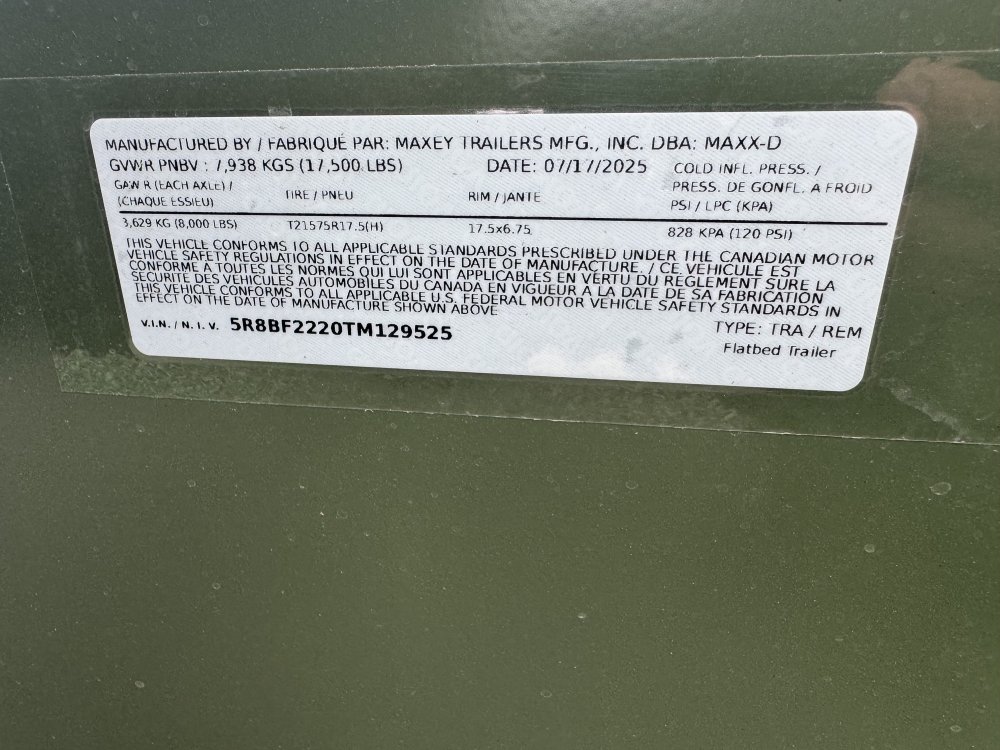 MANUFACTURED BY / FABRIQUÉ PAR: MAXEY TRAILERS MFG., INC. DBA: MAXX-D
GVWR PNBV : 7,938 KGS (17,500 LBS) DATE: 07/17/2025 COLD INFL. PRESS. /
GAWR (EACH AXLE) / TIRE / PNEU RIM / JANTE PRESS. DE GONFL. A FROID
(CHAQUE ESSIEU) PSI / LPC (KPA)
3,629 KG (8,000 LBS) T21575R17.5(H) 17.5x6.75 828 KPA (120 PSI)
THIS VEHICLE CONFORMS TO ALL APPLICABLE STANDARDS PRESCRIBED UNDER THE CANADIAN MOTOR
VEHICLE SAFETY REGULATIONS IN EFFECT ON THE DATE OF MANUFACTURE. / CE VEHICULE EST
CONFORME A TOUTES LES NORMES QUI LUI SONT APPLICABLES EN VERTU DU REGLEMENT SURE LA
SECURITE DES VEHICULES AUTOMOBILES DU CANADA EN VIGUEUR A LA DATE DE SA FABRICATION
THIS VEHICLE CONFORMS TO ALL APPLICABLE U.S. FEDERAL MOTOR VEHICLE SAFETY STANDARDS IN
EFFECT ON THE DATE OF MANUFACTURE SHOWN ABOVE
V.I.N. / N. I. V. 5R8BF2220TM129525 TYPE: TRA / REM
Flatbed Trailer